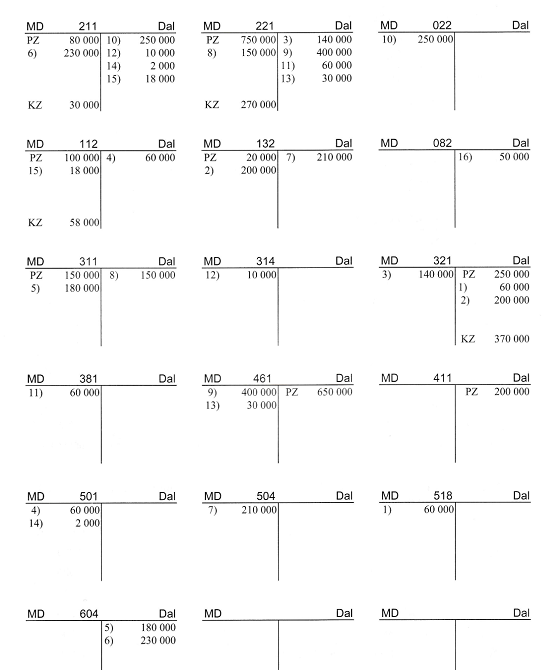 MD 211 Dal
PZ 80 000 10) 250 000
6) 230 000 12) 10 000
14) 2 000
15) 18 000
KZ 30 000
MD 221 Dal
PZ 750 000 3) 140 000
8) 150 000 9) 400 000
11) 60 000
13) 30 000
KZ 270 000
MD 022 Dal
10) 250 000
MD 112 Dal
PZ 100 000 4) 60 000
15) 18 000
KZ 58 000
MD 132 Dal
PZ 20 000 7) 210 000
2) 200 000
MD 082 Dal
16) 50 000
MD 311 Dal
PZ 150 000 8) 150 000
5) 180 000
MD 314 Dal
12) 10 000
MD 321 Dal
3) 140 000 PZ 250 000
1) 60 000
2) 200 000
KZ 370 000
MD 381 Dal
11) 60 000
MD 461 Dal
9) 400 000 PZ 650 000
13) 30 000
MD 411 Dal
PZ 200 000
MD 501 Dal
4) 60 000
14) 2 000
MD 504 Dal
7) 210 000
MD 518 Dal
1) 60 000
MD 604 Dal
5) 180 000
6) 230 000
MD Dal
MD Dal